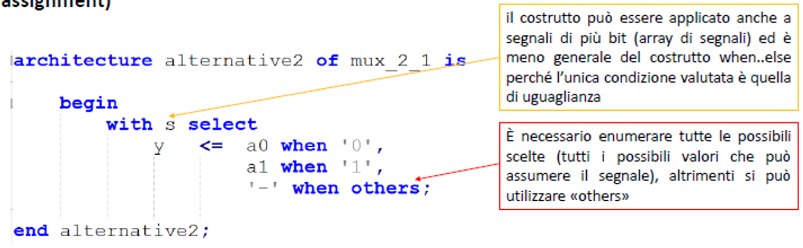 assignment)
il costrutto può essere applicato anche a
segnali di più bit (array di segnali) ed è
meno generale del costrutto when..else
perché l'unica condizione valutata è quella
di uguaglianza
architecture alternative2 of mux_2_1 is
begin
with s select
y <= a0 when '0',
a1 when '1',
'-' when others;
end alternative2;
È necessario enumerare tutte le possibili
scelte (tutti i possibili valori che può
assumere il segnale), altrimenti si può
utilizzare «others»